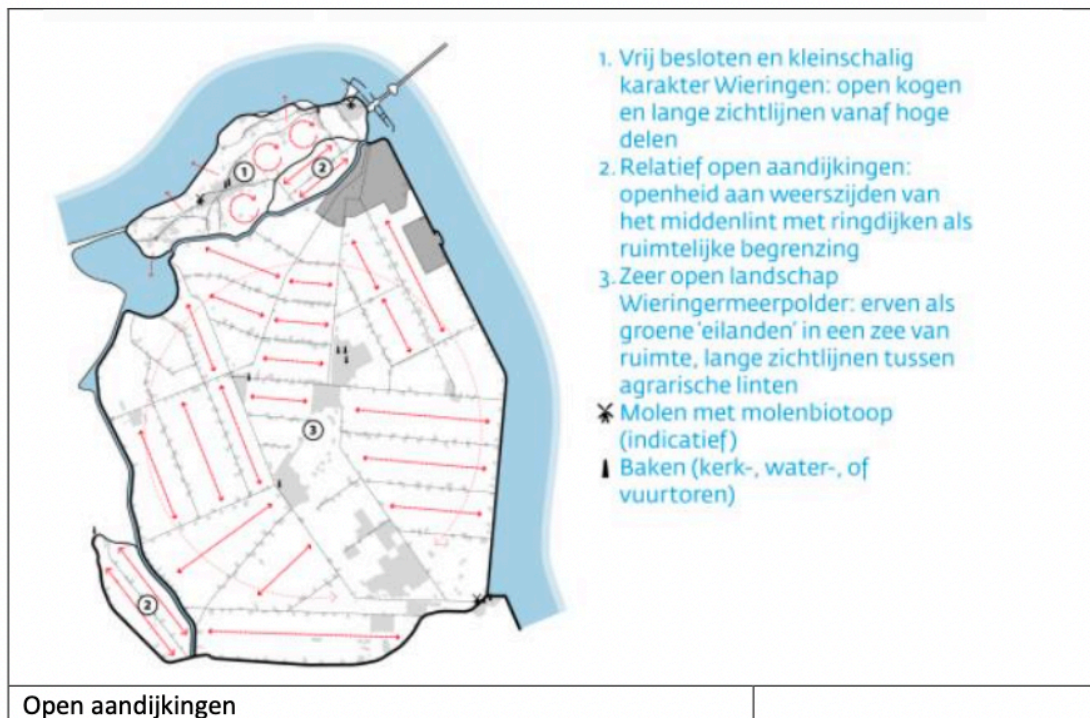 1. Vrij besloten en kleinschalig
karakter Wieringen: open kogen
en lange zichtlijnen vanaf hoge
delen
2. Relatief open aandijkingen:
openheid aan weerszijden van
het middenlint met ringdijken als
ruimtelijke begrenzing
3. Zeer open landschap
Wieringermeerpolder: erven als
groene 'eilanden' in een zee van
ruimte, lange zichtlijnen tussen
agrarische linten
Molen met molenbiotoop
(indicatief)
Baken (kerk-, water-, of
vuurtoren)
1
2
3
2
Open aandijkingen